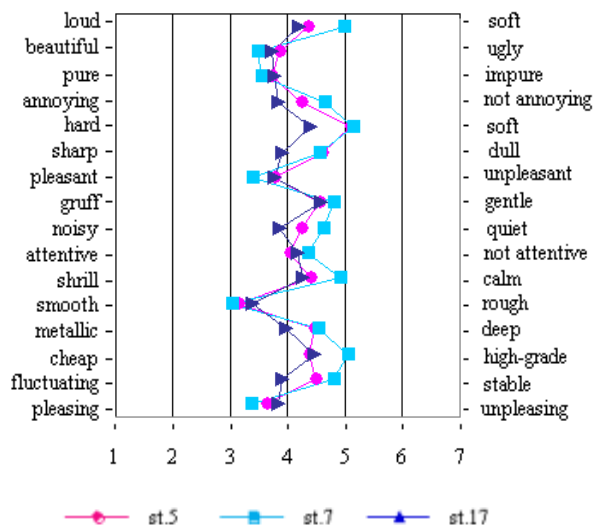 loud soft
beautiful ugly
pure impure
annoying not annoying
hard soft
sharp dull
pleasant unpleasant
gruff gentle
noisy quiet
attentive not attentive
shrill calm
smooth rough
metallic deep
cheap high-grade
fluctuating stable
pleasing unpleasing
1 2 3 4 5 6 7
st.5 st.7 st.17